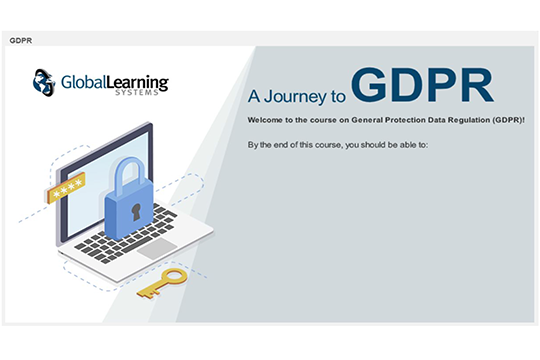 GDPR
GlobalLearning
SYSTEMS
A Journey to GDPR
Welcome to the course on General Protection Data Regulation (GDPR)!
By the end of this course, you should be able to:
****